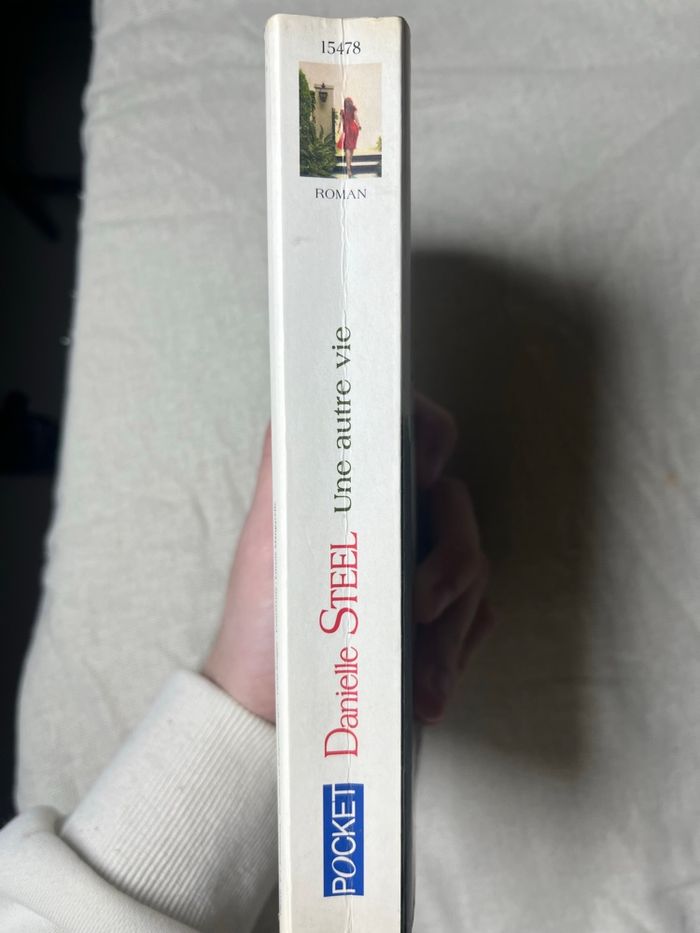 15478
ROMAN
Danielle STEEL Une autre vie
POCKET